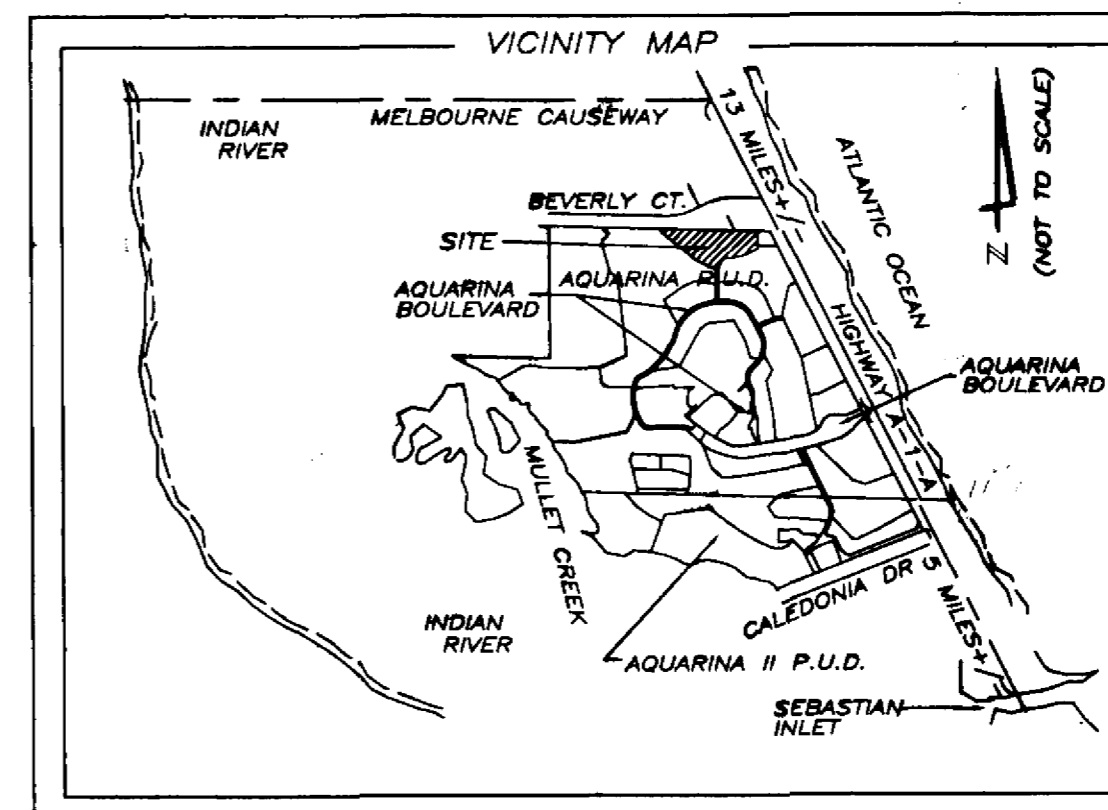 VICINITY MAP
INDIAN
RIVER
MELBOURNE CAUSEWAY
13 MILES+/-
(NOT TO SCALE)
Z
ATLANTIC OCEAN
BEVERLY CT.
SITE
AQUARINA P.U.D.
AQUARINA
BOULEVARD
HIGHWAY A-1-A
AQUARINA
BOULEVARD
MULLET CREEK
CALEDONIA DR
5 MILES+/-
INDIAN
RIVER
AQUARINA II P.U.D.
SEBASTIAN
INLET